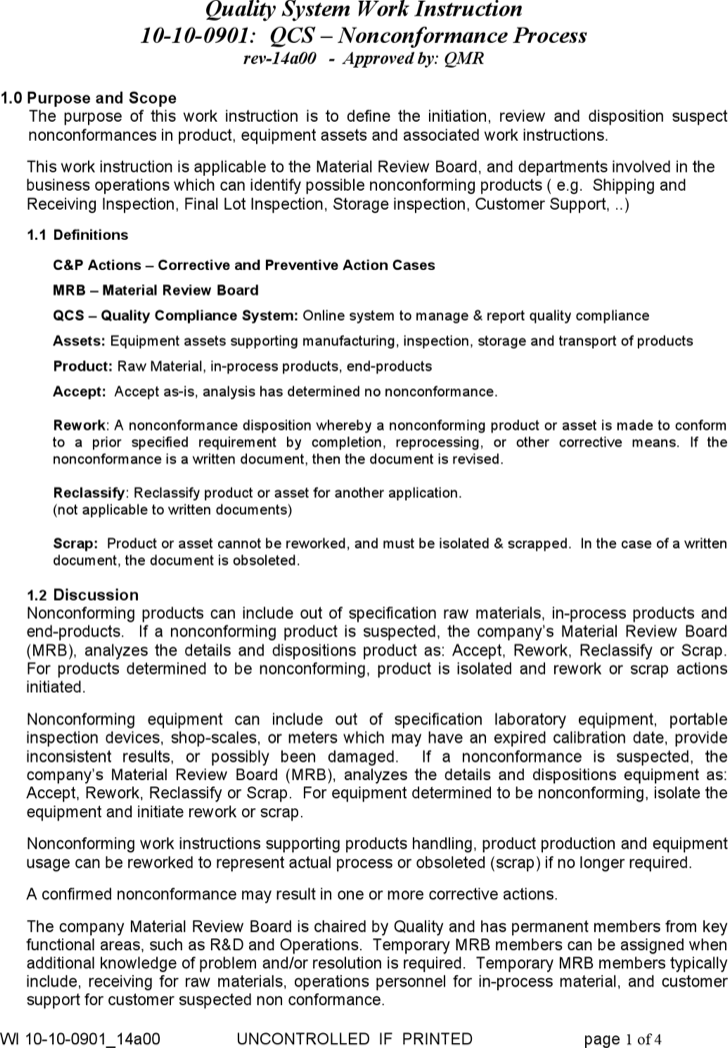 Quality System Work Instruction
10-10-0901:  QCS – Nonconformance Process
rev-14a00  -  Approved by: QMR
1.0 Purpose and Scope
The purpose of this work instruction is to define the initiation, review and disposition suspect
nonconformances in product, equipment assets and associated work instructions.
This work instruction is applicable to the Material Review Board, and departments involved in the
business operations which can identify possible nonconforming products ( e.g.  Shipping and
Receiving Inspection, Final Lot Inspection, Storage inspection, Customer Support, ..)
1.1 Definitions
C&P Actions – Corrective and Preventive Action Cases
MRB – Material Review Board
QCS – Quality Compliance System: Online system to manage & report quality compliance
Assets: Equipment assets supporting manufacturing, inspection, storage and transport of products
Product: Raw Material, in-process products, end-products
Accept:  Accept as-is, analysis has determined no nonconformance.
Rework: A nonconformance disposition whereby a nonconforming product or asset is made to conform
to a prior specified requirement by completion, reprocessing, or other corrective means. If the
nonconformance is a written document, then the document is revised.
Reclassify: Reclassify product or asset for another application.
(not applicable to written documents)
Scrap:  Product or asset cannot be reworked, and must be isolated & scrapped.  In the case of a written
document, the document is obsoleted.
1.2 Discussion
Nonconforming products can include out of specification raw materials, in-process products and
end-products.  If a nonconforming product is suspected, the company's Material Review Board
(MRB), analyzes the details and dispositions product as: Accept, Rework, Reclassify or Scrap.
For products determined to be nonconforming, product is isolated and rework or scrap actions
initiated.
Nonconforming equipment can include out of specification laboratory equipment, portable
inspection devices, shop-scales, or meters which may have an expired calibration date, provide
inconsistent results, or possibly been damaged.  If a nonconformance is suspected, the
company's Material Review Board (MRB), analyzes the details and dispositions equipment as:
Accept, Rework, Reclassify or Scrap.  For equipment determined to be nonconforming, isolate the
equipment and initiate rework or scrap.
Nonconforming work instructions supporting products handling, product production and equipment
usage can be reworked to represent actual process or obsoleted (scrap) if no longer required.
A confirmed nonconformance may result in one or more corrective actions.
The company Material Review Board is chaired by Quality and has permanent members from key
functional areas, such as R&D and Operations.  Temporary MRB members can be assigned when
additional knowledge of problem and/or resolution is required.  Temporary MRB members typically
include, receiving for raw materials, operations personnel for in-process material, and customer
support for customer suspected non conformance.
WI 10-10-0901_14a00 UNCONTROLLED IF PRINTED page 1 of 4